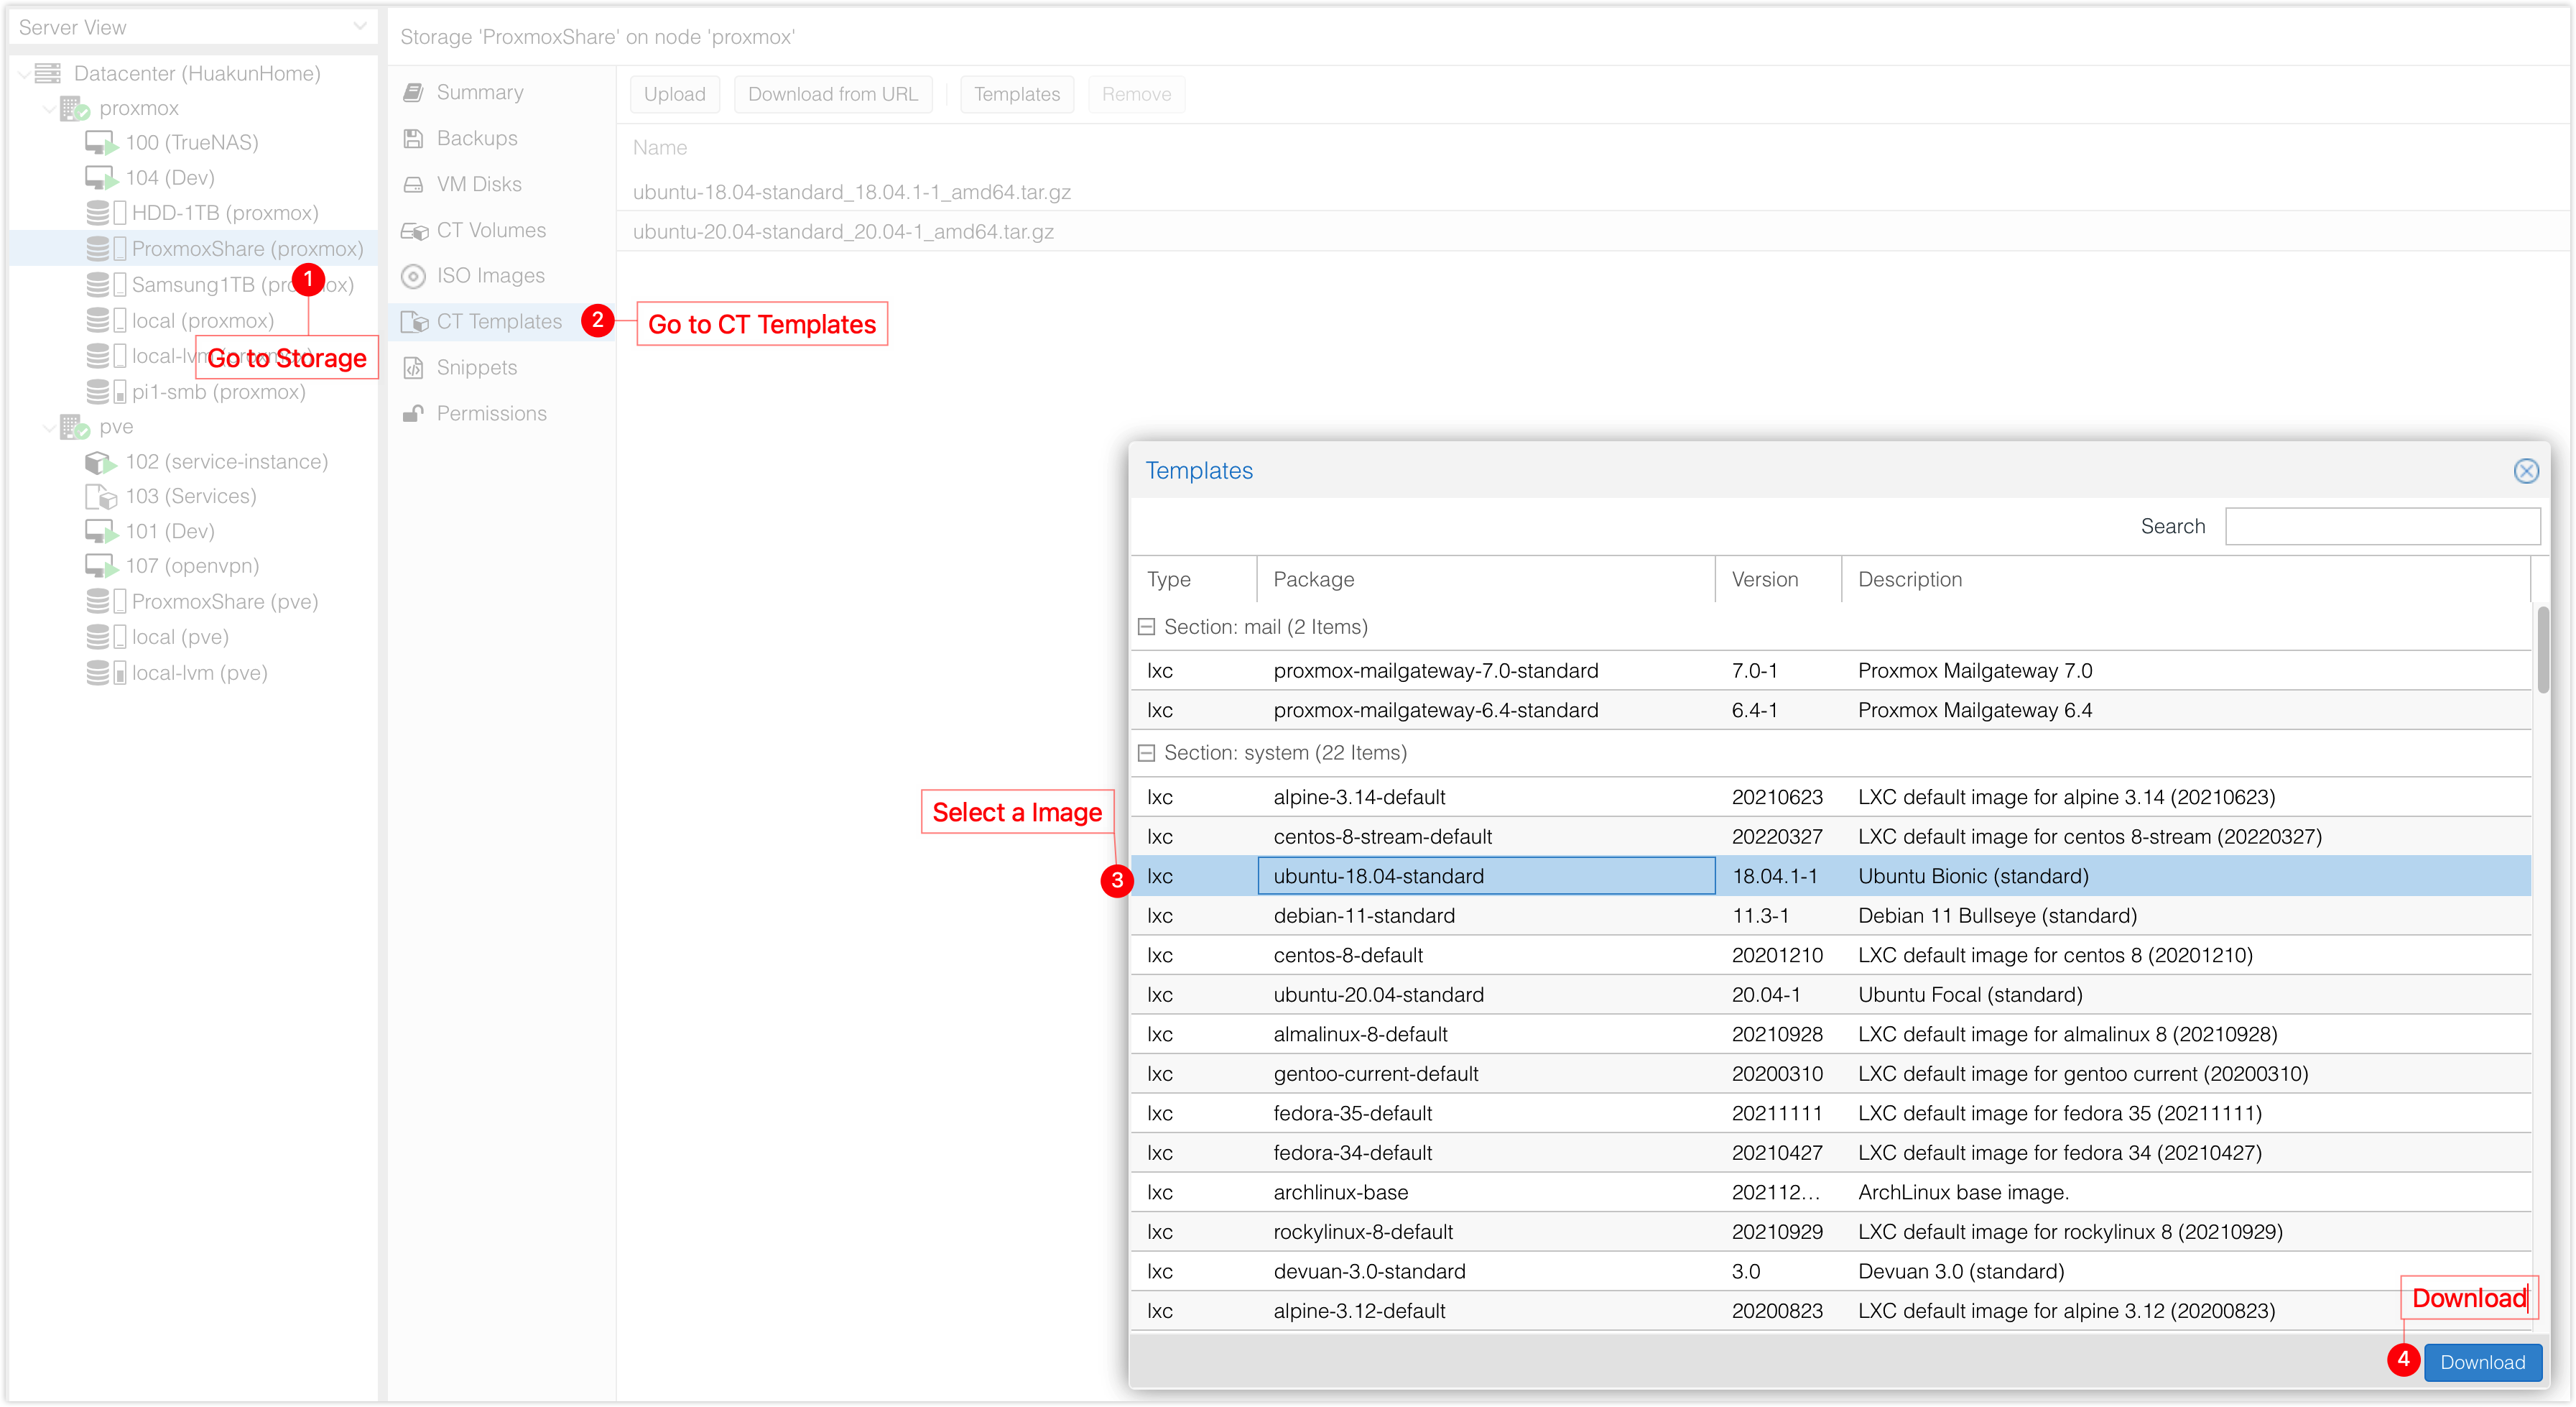 Server View
Datacenter (HuakunHome)
proxmox
100 (TrueNAS)
104 (Dev)
HDD-1TB (proxmox)
ProxmoxShare (proxmox)
1
Samsung1TB (proxmox)
local (proxmox)
local-lvm (proxmox)
Go to Storage
pi1-smb (proxmox)
pve
102 (service-instance)
103 (Services)
101 (Dev)
107 (openvpn)
ProxmoxShare (pve)
local (pve)
local-lvm (pve)
Storage 'ProxmoxShare' on node 'proxmox'
Summary
Backups
VM Disks
CT Volumes
ISO Images
CT Templates
2
Go to CT Templates
Snippets
Permissions
Upload Download from URL Templates Remove
Name
ubuntu-18.04-standard_18.04.1-1_amd64.tar.gz
ubuntu-20.04-standard_20.04-1_amd64.tar.gz
Templates
Search
Type Package Version Description
Section: mail (2 Items)
lxc proxmox-mailgateway-7.0-standard 7.0-1 Proxmox Mailgateway 7.0
lxc proxmox-mailgateway-6.4-standard 6.4-1 Proxmox Mailgateway 6.4
Section: system (22 Items)
lxc alpine-3.14-default 20210623 LXC default image for alpine 3.14 (20210623)
Select a Image
lxc centos-8-stream-default 20220327 LXC default image for centos 8-stream (20220327)
3
lxc ubuntu-18.04-standard 18.04.1-1 Ubuntu Bionic (standard)
lxc debian-11-standard 11.3-1 Debian 11 Bullseye (standard)
lxc centos-8-default 20201210 LXC default image for centos 8 (20201210)
lxc ubuntu-20.04-standard 20.04-1 Ubuntu Focal (standard)
lxc almalinux-8-default 20210928 LXC default image for almalinux 8 (20210928)
lxc gentoo-current-default 20200310 LXC default image for gentoo current (20200310)
lxc fedora-35-default 20211111 LXC default image for fedora 35 (20211111)
lxc fedora-34-default 20210427 LXC default image for fedora 34 (20210427)
lxc archlinux-base 202112... ArchLinux base image.
lxc rockylinux-8-default 20210929 LXC default image for rockylinux 8 (20210929)
lxc devuan-3.0-standard 3.0 Devuan 3.0 (standard)
lxc alpine-3.12-default 20200823 LXC default image for alpine 3.12 (20200823)
Download
4
Download